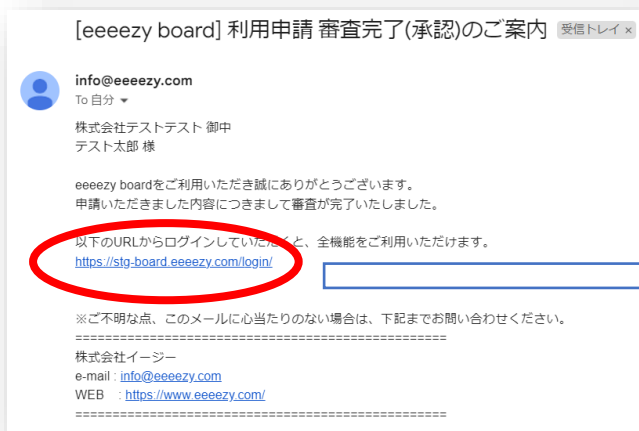 [eeeezy board] 利用申請 審査完了(承認)のご案内 受信トレイ ×
info@eeeezy.com
To 自分
株式会社テストテスト 御中
テスト太郎 様
eeeezy boardをご利用いただき誠にありがとうございます。
申請いただきました内容につきまして審査が完了いたしました。
以下のURLからログインしていただくと、全機能をご利用いただけます。
https://stg-board.eeeezy.com/login/
※ご不明な点、このメールに心当たりのない場合は、下記までお問い合わせください。
================================================
株式会社イージー
e-mail : info@eeeezy.com
WEB : https://www.eeeezy.com/
================================================